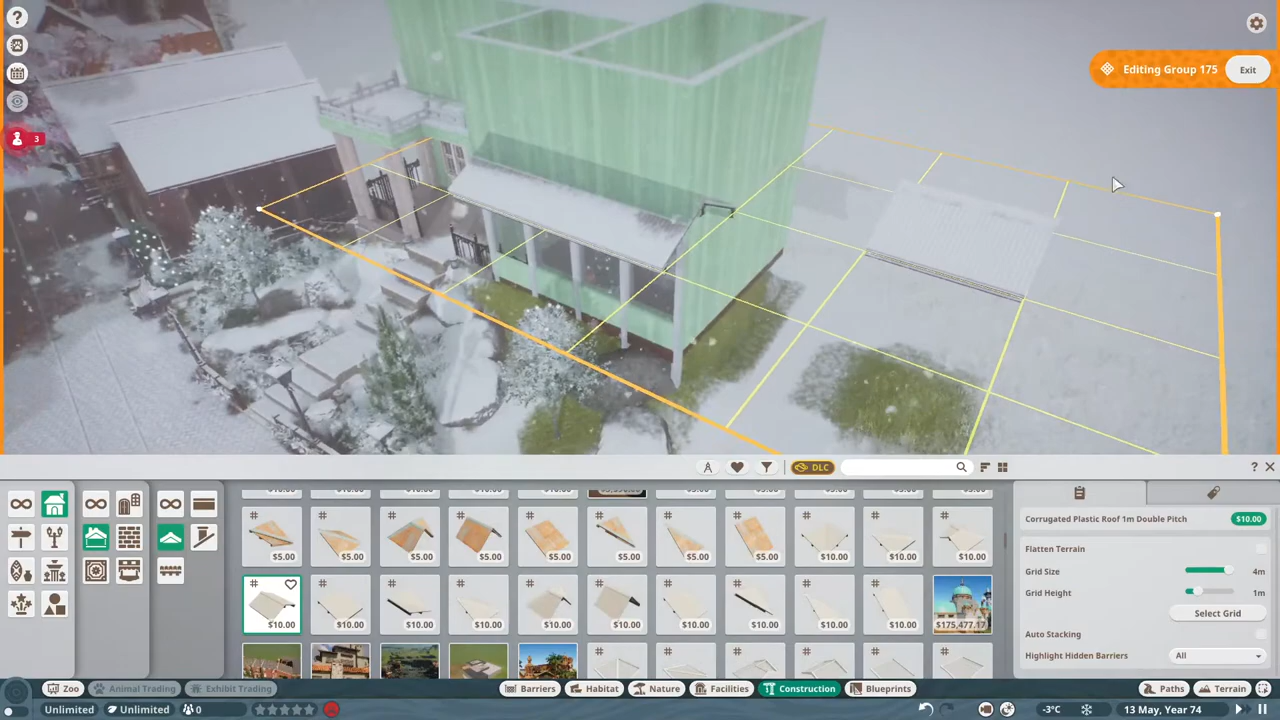 ?
Editing Group 175
Exit
3
DLC
?
$5.00
$5.00
$5.00
$5.00
$5.00
$5.00
$5.00
$5.00
$10.00
$10.00
$10.00
$10.00
$10.00
$10.00
$10.00
$10.00
$10.00
$10.00
$10.00
$10.00
$10.00
$175,477.17
Corrugated Plastic Roof 1m Double Pitch
$10.00
Flatten Terrain
Grid Size
4m
Grid Height
1m
Select Grid
Auto Stacking
Highlight Hidden Barriers
All
Zoo
Animal Trading
Exhibit Trading
Barriers
Habitat
Nature
Facilities
Construction
Blueprints
Paths
Terrain
Unlimited
Unlimited
0
-3°C
13 May, Year 74